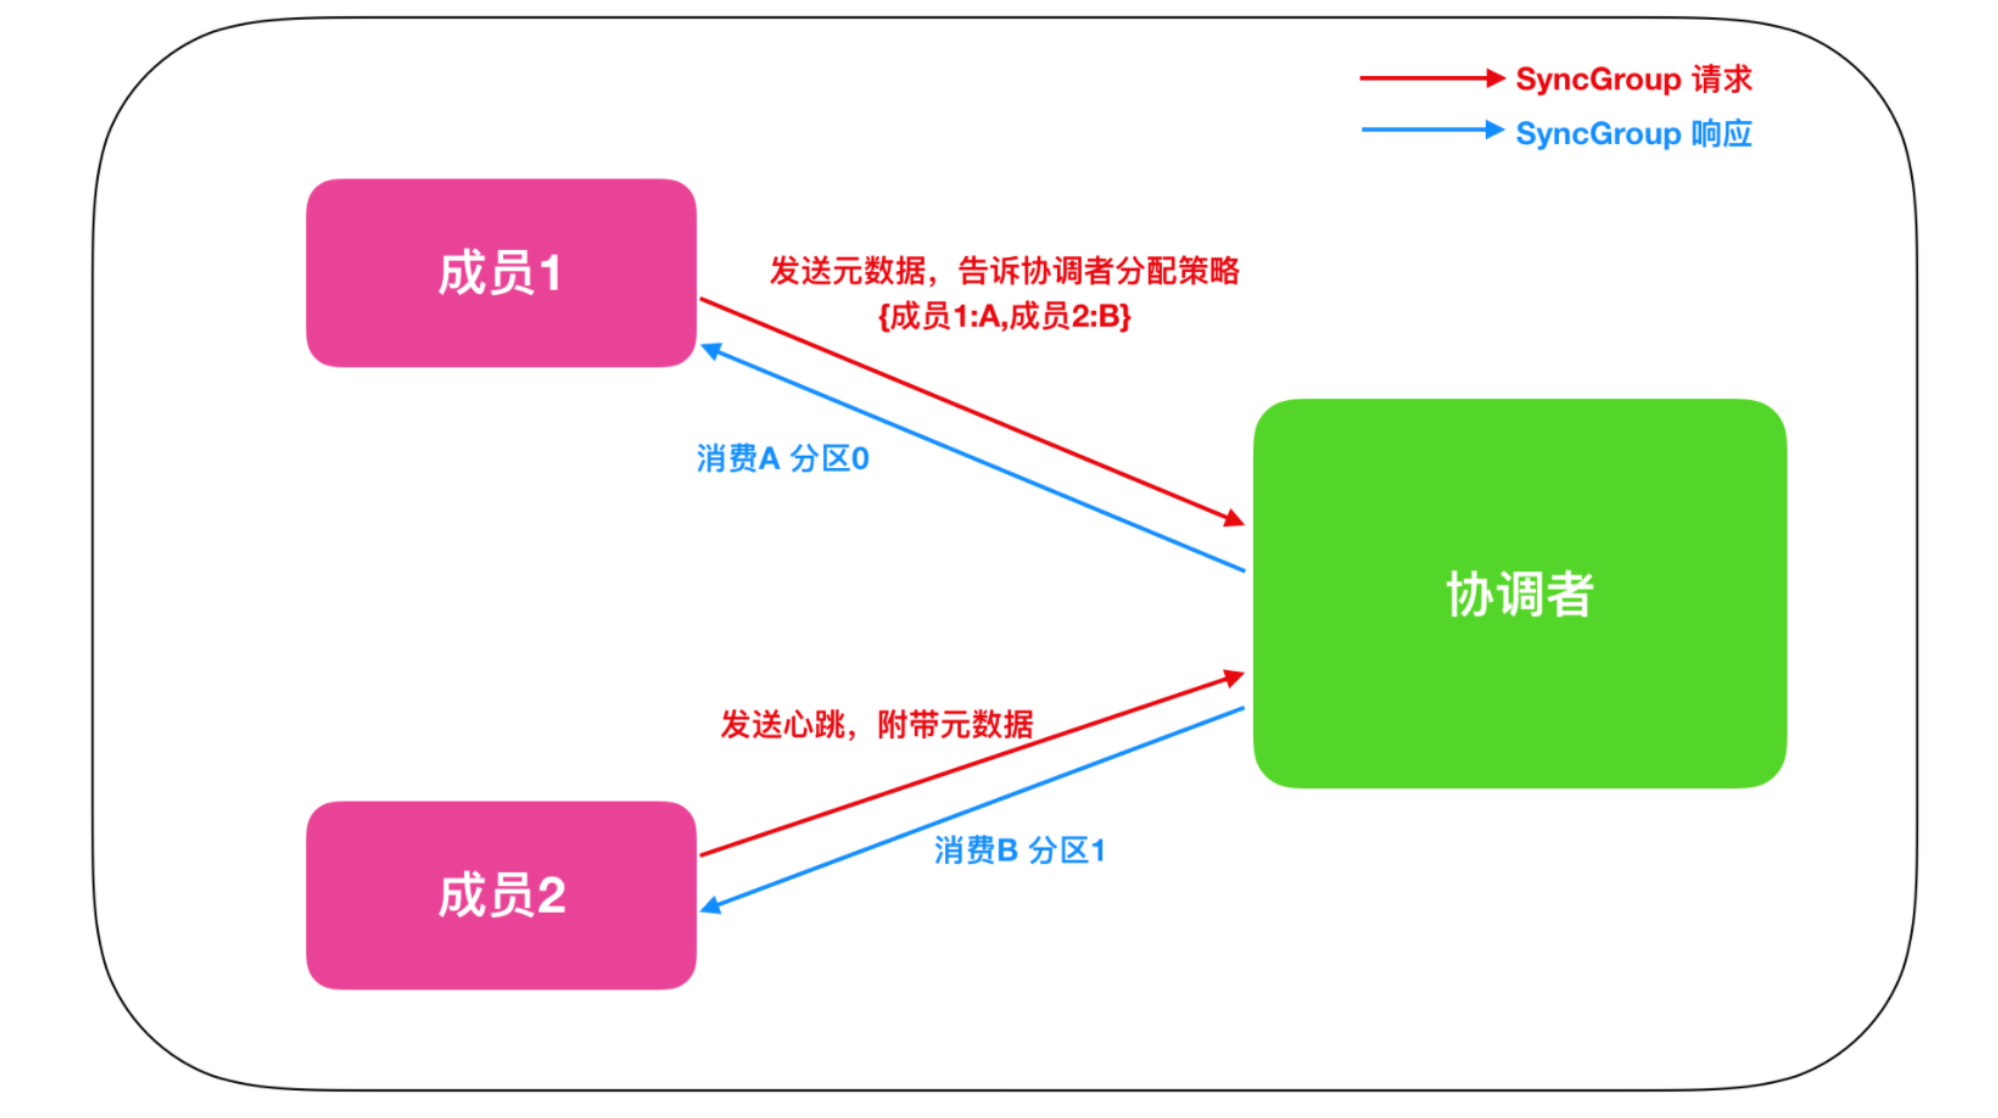 SyncGroup 请求
SyncGroup 响应
成员1
发送元数据，告诉协调者分配策略
{成员1:A,成员2:B}
消费A 分区0
协调者
发送心跳，附带元数据
消费B 分区1
成员2